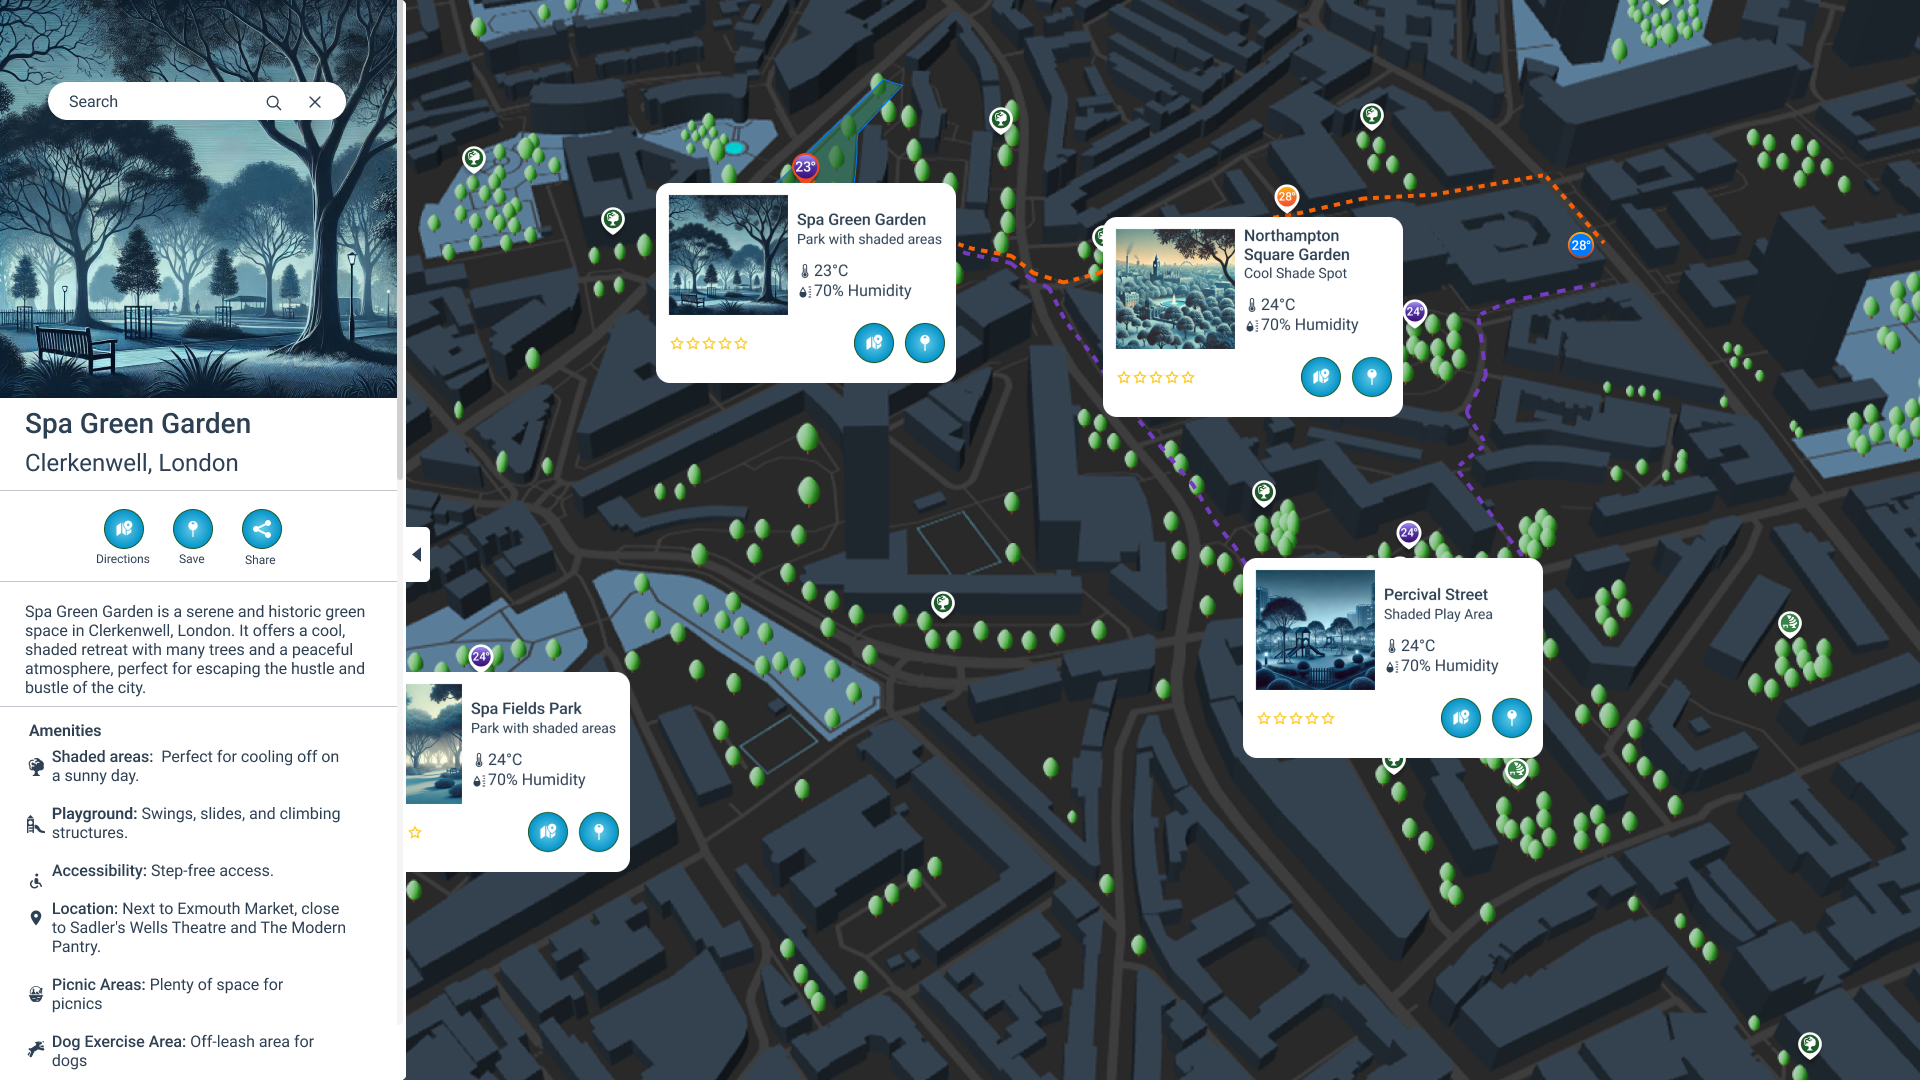 Search
Spa Green Garden
Clerkenwell, London
Directions
Save
Share
Spa Green Garden is a serene and historic green
space in Clerkenwell, London. It offers a cool,
shaded retreat with many trees and a peaceful
atmosphere, perfect for escaping the hustle and
bustle of the city.
Amenities
Shaded areas: Perfect for cooling off on
a sunny day.
Playground: Swings, slides, and climbing
structures.
Accessibility: Step-free access.
Location: Next to Exmouth Market, close
to Sadler's Wells Theatre and The Modern
Pantry.
Picnic Areas: Plenty of space for
picnics
Dog Exercise Area: Off-leash area for
dogs
23°
Spa Green Garden
Park with shaded areas
23°C
70% Humidity
28°
28°
Northampton
Square Garden
Cool Shade Spot
24°C
70% Humidity
24°
24°
Percival Street
Shaded Play Area
24°C
70% Humidity
24°
Spa Fields Park
Park with shaded areas
24°C
70% Humidity